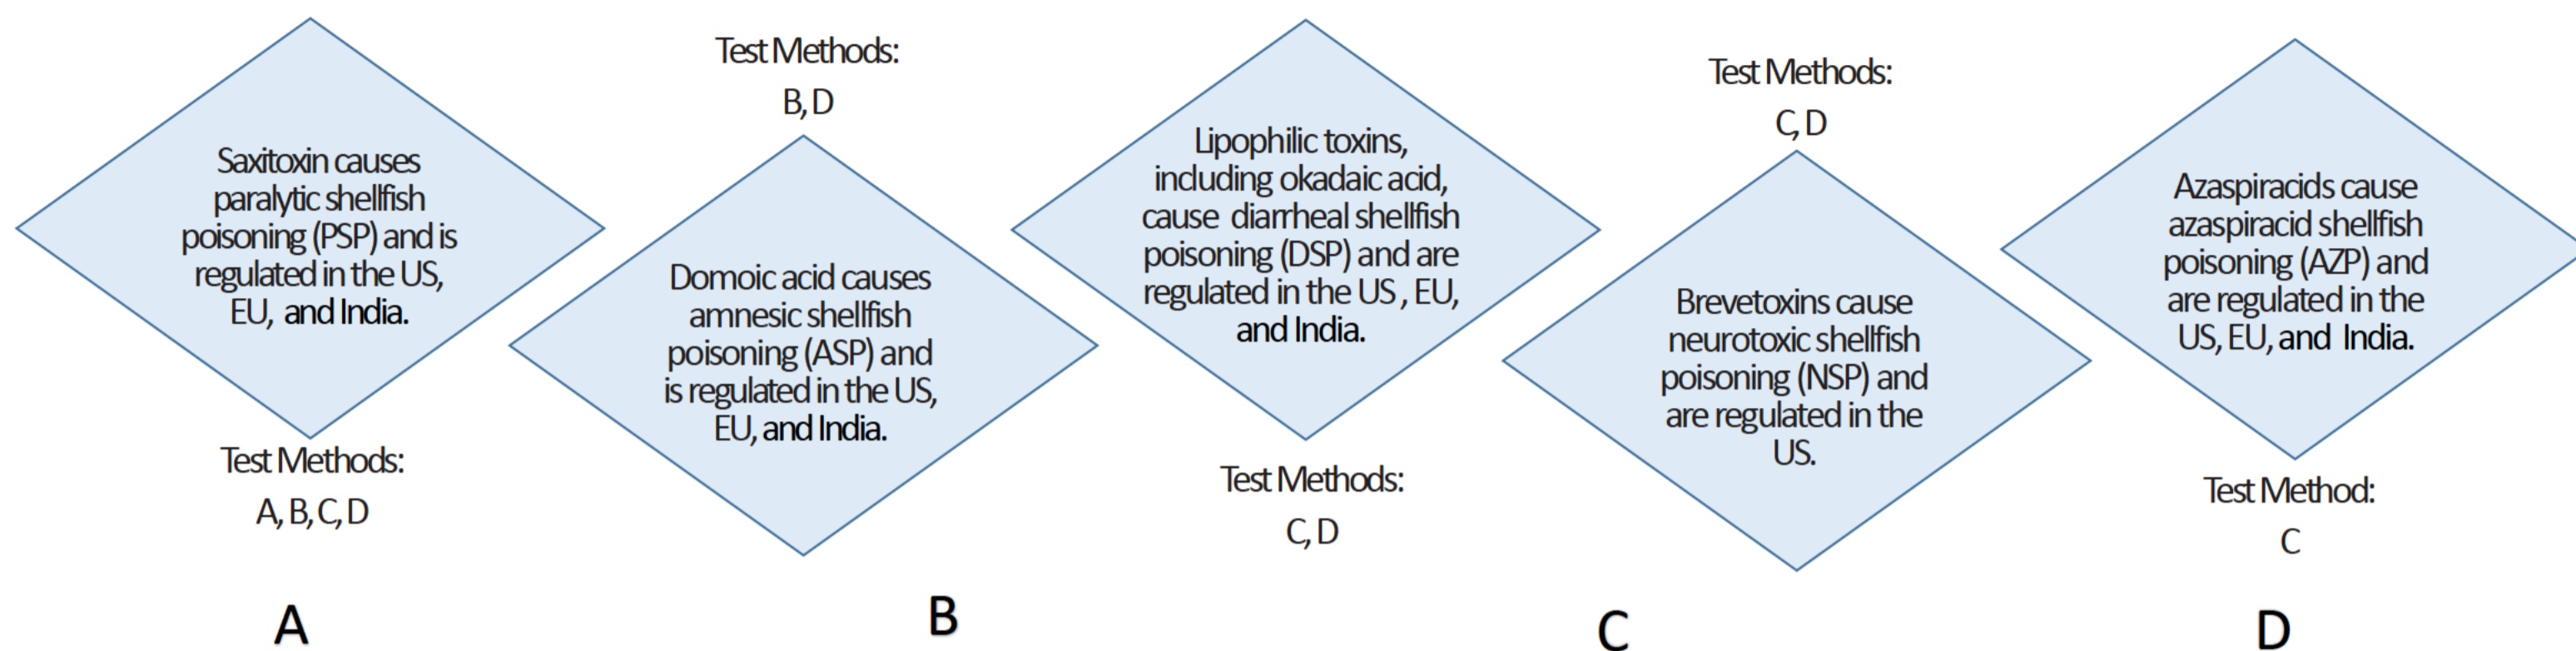 Saxitoxin causes
paralytic shellfish
poisoning (PSP) and is
regulated in the US,
EU, and India.
Test Methods:
A, B, C, D
Test Methods:
B, D
Domoic acid causes
amnesic shellfish
poisoning (ASP) and
is regulated in the US,
EU, and India.
Lipophilic toxins,
including okadaic acid,
cause diarrheal shellfish
poisoning (DSP) and are
regulated in the US , EU,
and India.
Test Methods:
C, D
Test Methods:
C, D
Brevetoxins cause
neurotoxic shellfish
poisoning (NSP) and
are regulated in the
US.
Azaspiracids cause
azaspiracid shellfish
poisoning (AZP) and
are regulated in the
US, EU, and India.
Test Method:
C
A
B
C
D